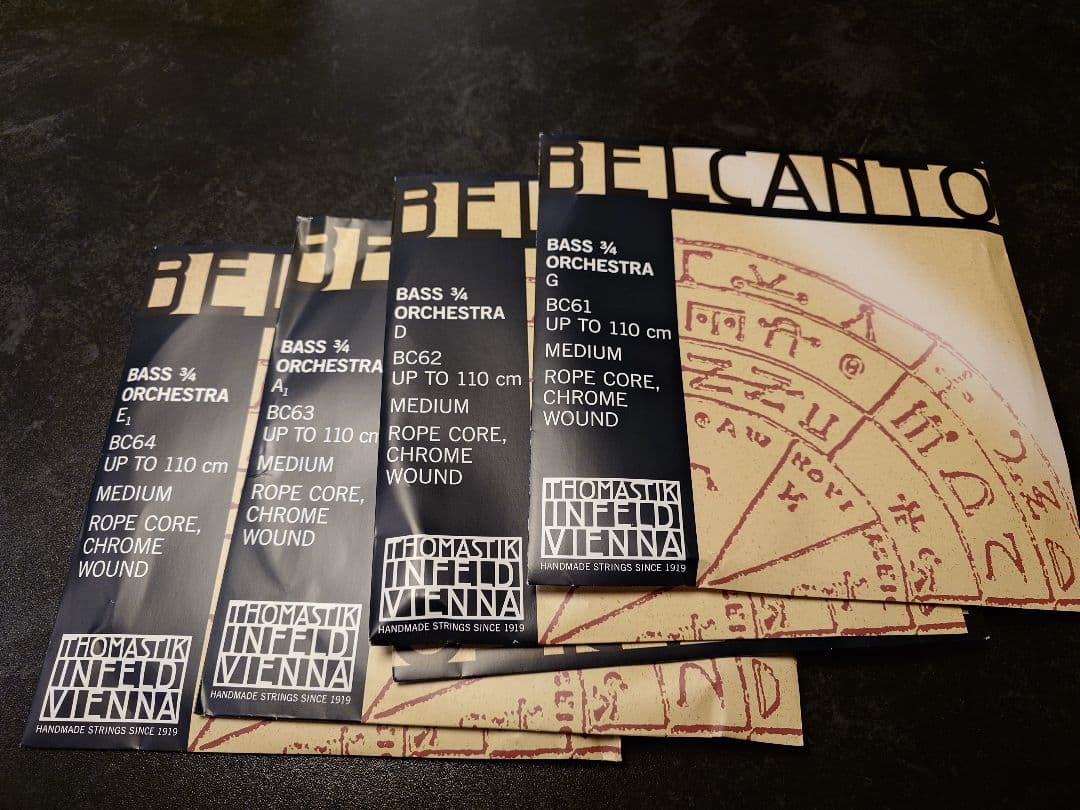 BELCANTO
BASS ¾
ORCHESTRA
G
BC61
UP TO 110 cm
MEDIUM
ROPE CORE,
CHROME
WOUND
THOMASTIK
INFELD
VIENNA
HANDMADE STRINGS SINCE 1919
BEL
BASS ¾
ORCHESTRA
D
BC62
UP TO 110 cm
MEDIUM
ROPE CORE,
CHROME
WOUND
THOMASTIK
INFELD
VIENNA
HANDMADE STRINGS SINCE 1919
BE
BASS ¾
ORCHESTRA
A₁
BC63
UP TO 110 cm
MEDIUM
ROPE CORE,
CHROME
WOUND
THOMASTIK
INFELD
VIENNA
HANDMADE STRINGS SINCE 1919
BEL
BASS ¾
ORCHESTRA
E₁
BC64
UP TO 110 cm
MEDIUM
ROPE CORE,
CHROME
WOUND
THOMASTIK
INFELD
VIENNA
HANDMADE STRINGS SINCE 1919